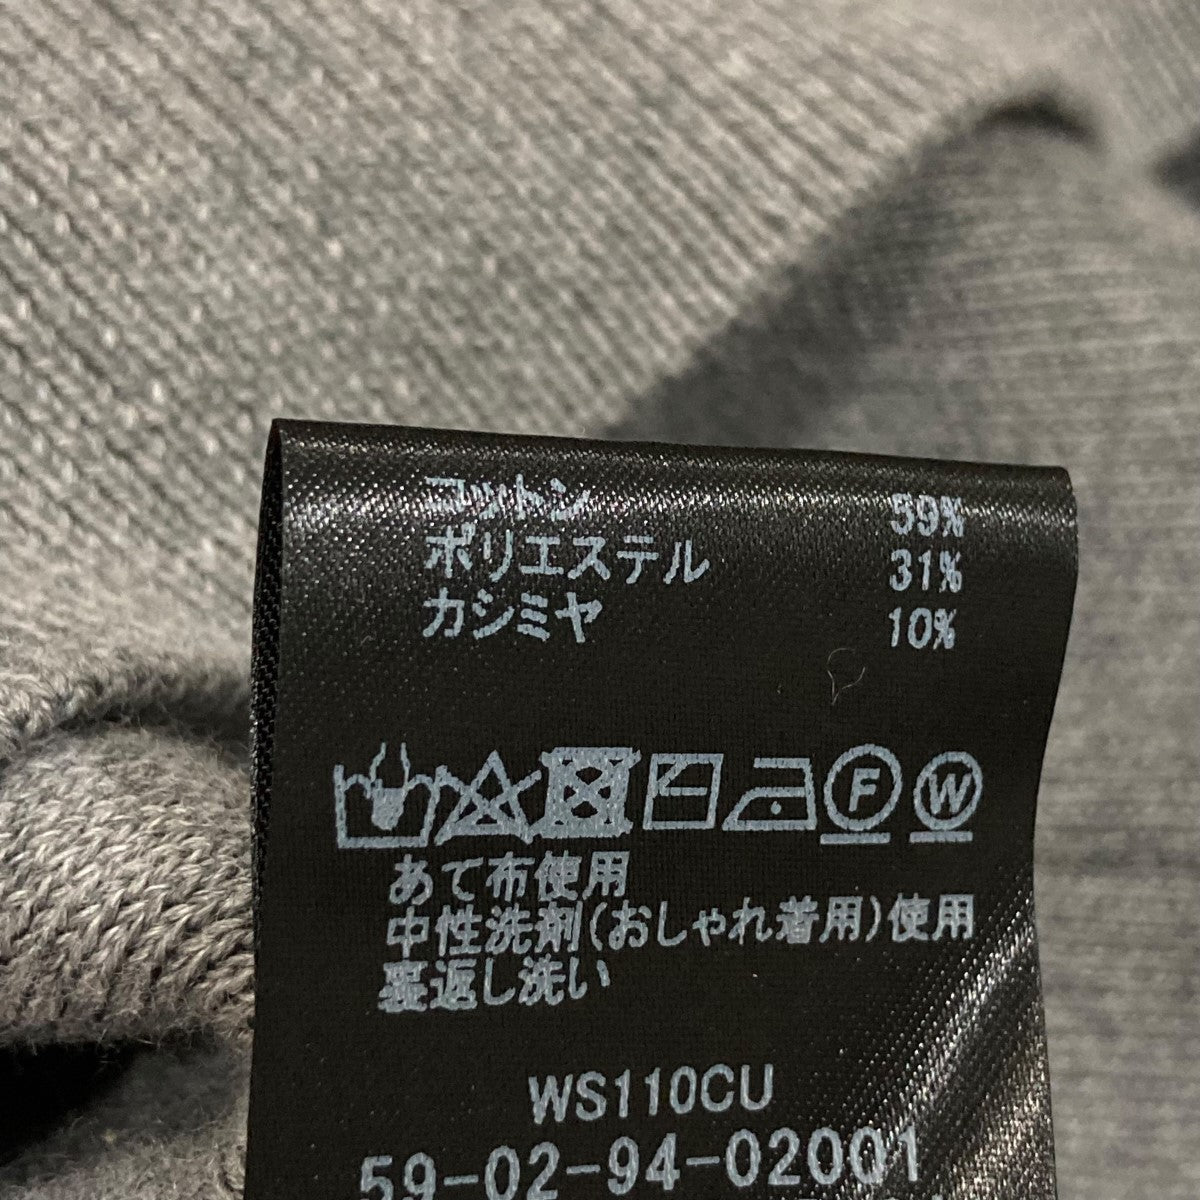 コットン 59%
ポリエステル 31%
カシミヤ 10%
F W
あて布使用
中性洗剤(おしゃれ着用)使用
裏返し洗い
WS110CU
59-02-94-02001